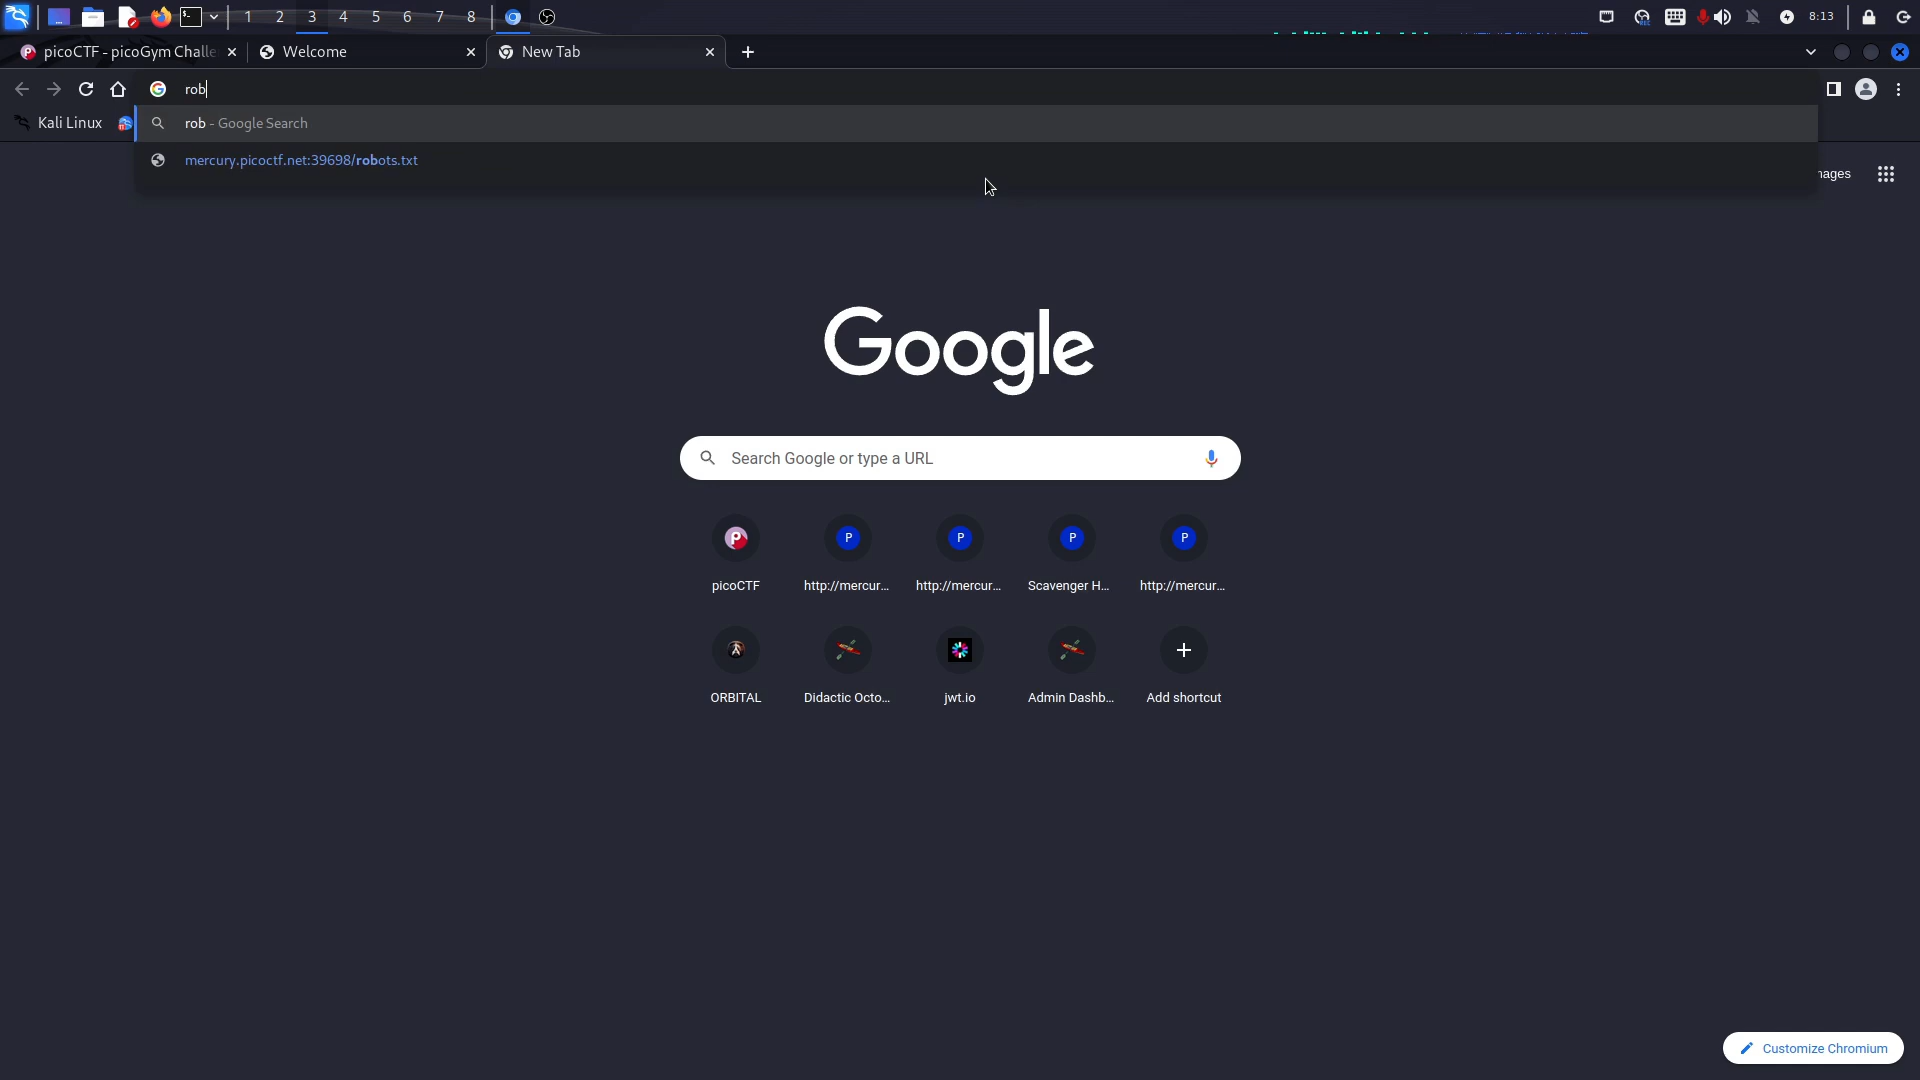 1 2 3 4 5 6 7 8 8:13
picoCTF - picoGym Challe Welcome New Tab
rob
Kali Linux
rob - Google Search
mercury.picoctf.net:39698/robots.txt
mages
Google
Search Google or type a URL
picoCTF http://mercur... http://mercur... Scavenger H... http://mercur...
ORBITAL Didactic Octo... jwt.io Admin Dashb... Add shortcut
Customize Chromium